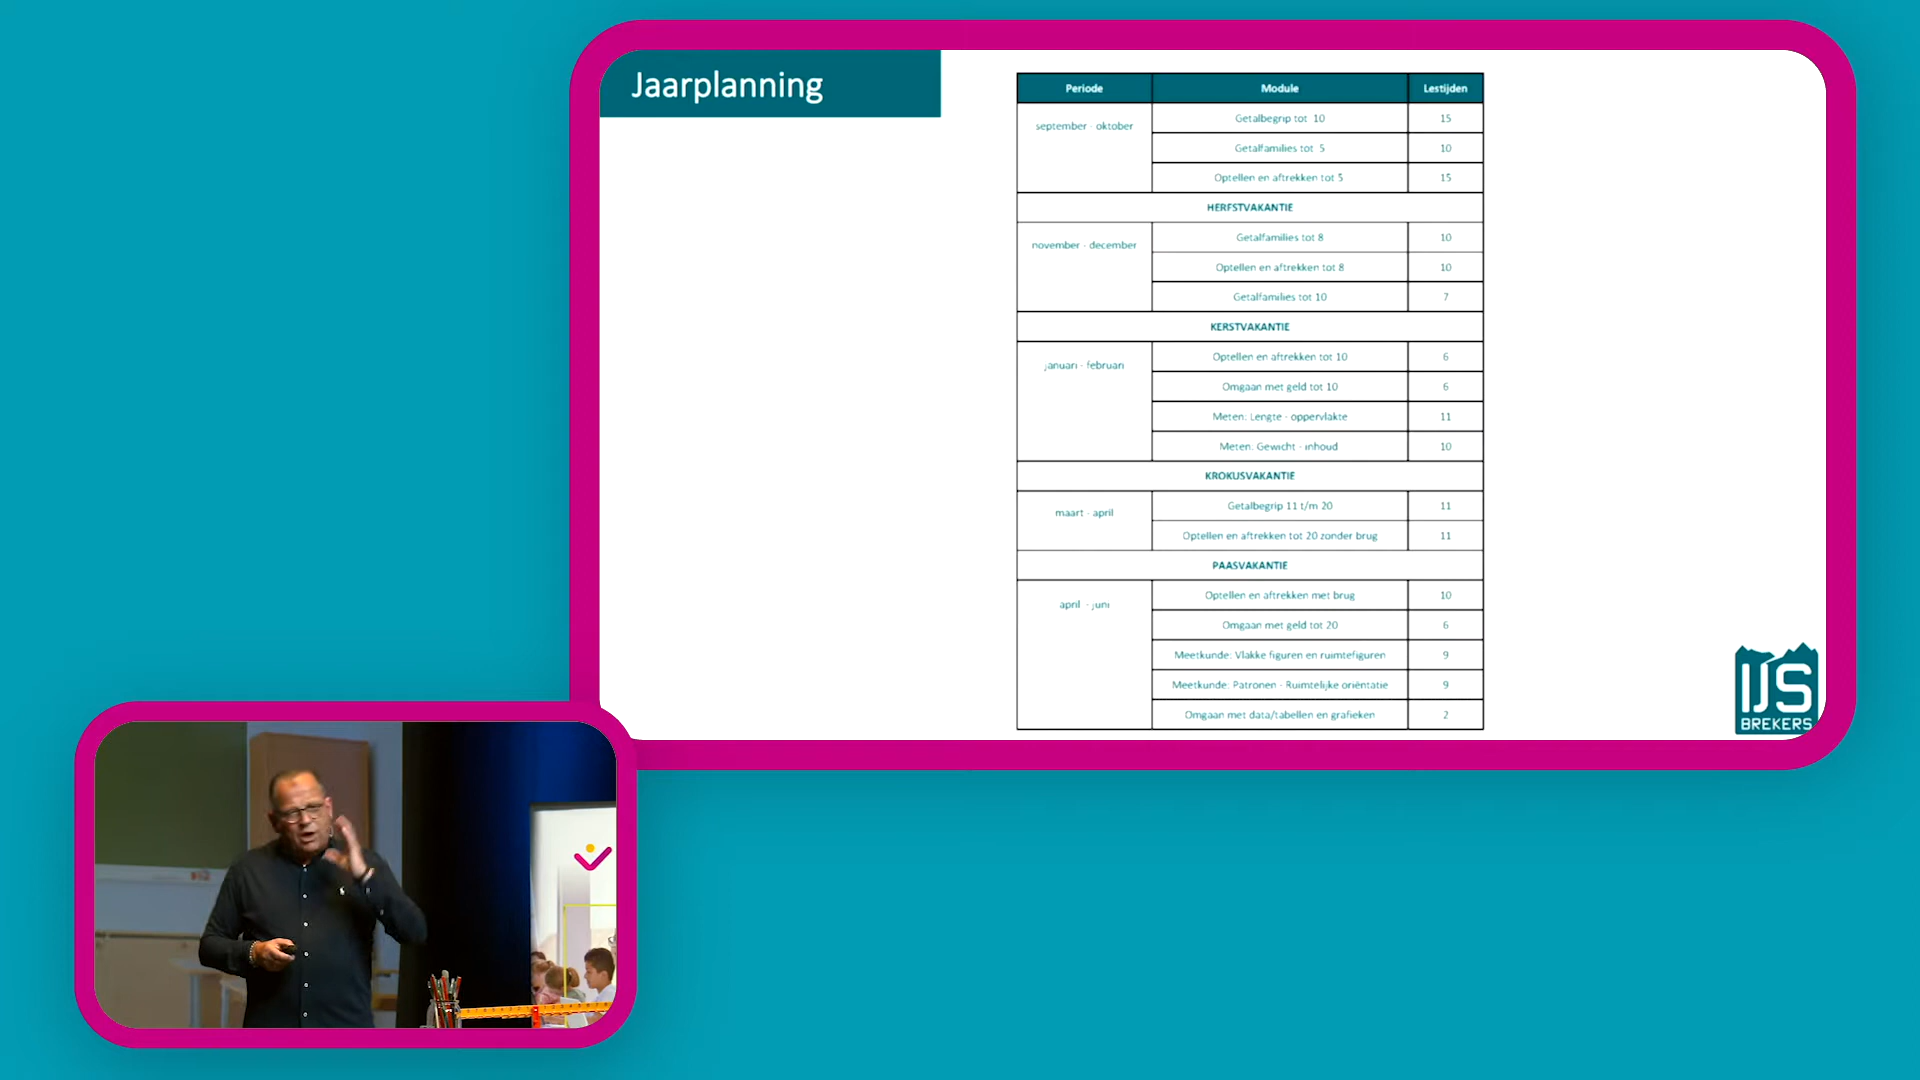 Jaarplanning
Periode Module Lestijden
september - oktober Getalbegrip tot 10 15
Getalfamilies tot 5 10
Optellen en aftrekken tot 5 15
HERFSTVAKANTIE
november - december Getalfamilies tot 8 10
Optellen en aftrekken tot 8 10
Getalfamilies tot 10 7
KERSTVAKANTIE
januari - februari Optellen en aftrekken tot 10 6
Omgaan met geld tot 10 6
Meten: Lengte - oppervlakte 11
Meten: Gewicht - inhoud 10
KROKUSVAKANTIE
maart - april Getalbegrip 11 t/m 20 11
Optellen en aftrekken tot 20 zonder brug 11
PAASVAKANTIE
april - juni Optellen en aftrekken met brug 10
Omgaan met geld tot 20 6
Meetkunde: Vlakke figuren en ruimtefiguren 9
Meetkunde: Patronen - Ruimtelijke oriëntatie 9
Omgaan met data/tabellen en grafieken 2
IJS
BREKERS